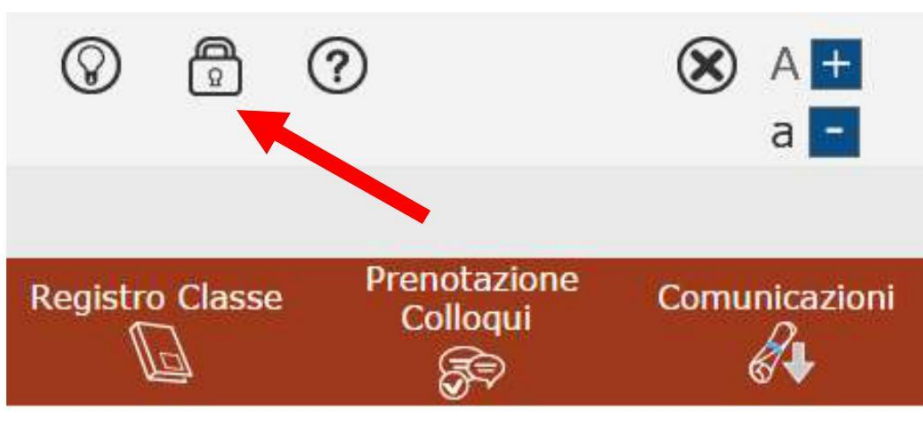 ?
A +
a -
Registro Classe
Prenotazione
Colloqui
Comunicazioni